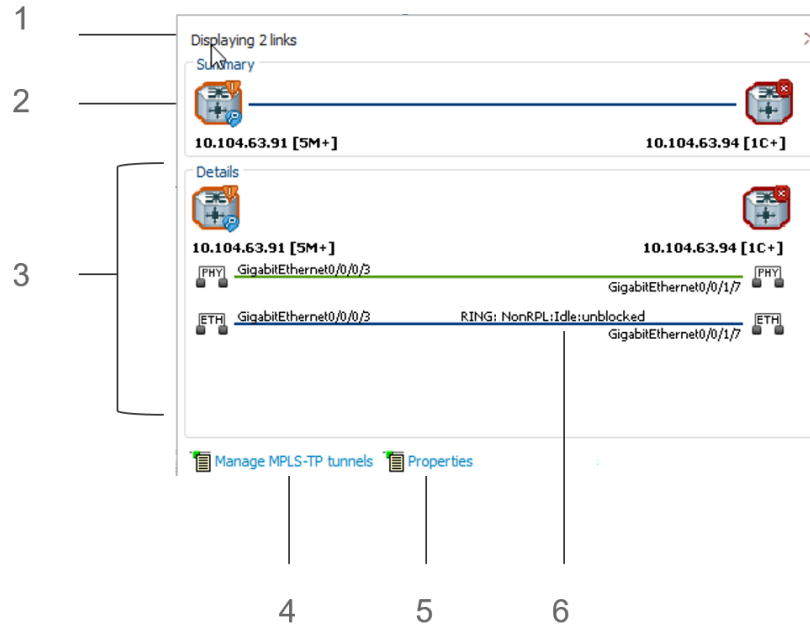 1
Displaying 2 links
Summary
2
10.104.63.91 [5M+]
10.104.63.94 [1C+]
Details
10.104.63.91 [5M+]
10.104.63.94 [1C+]
3
PHY
GigabitEthernet0/0/0/3
PHY
GigabitEthernet0/0/1/7
ETH
GigabitEthernet0/0/0/3
RING: NonRPL:Idle:unblocked
ETH
GigabitEthernet0/0/1/7
Manage MPLS-TP tunnels
Properties
4
5
6